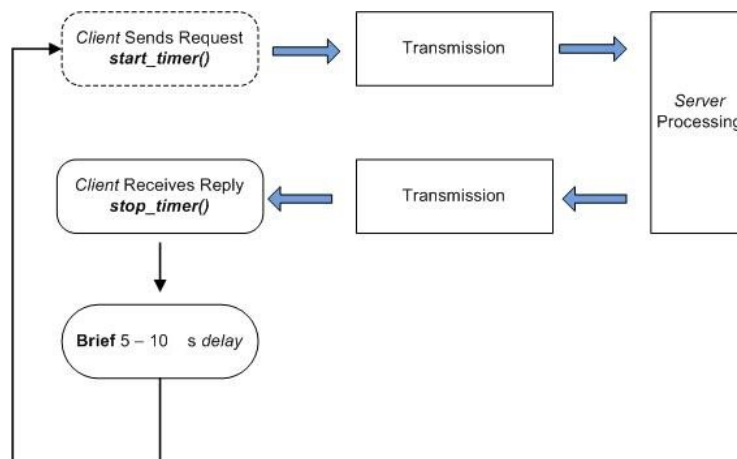 Client Sends Request
start_timer()
Transmission
Server
Processing
Client Receives Reply
stop_timer()
Transmission
Brief 5 – 10 s delay